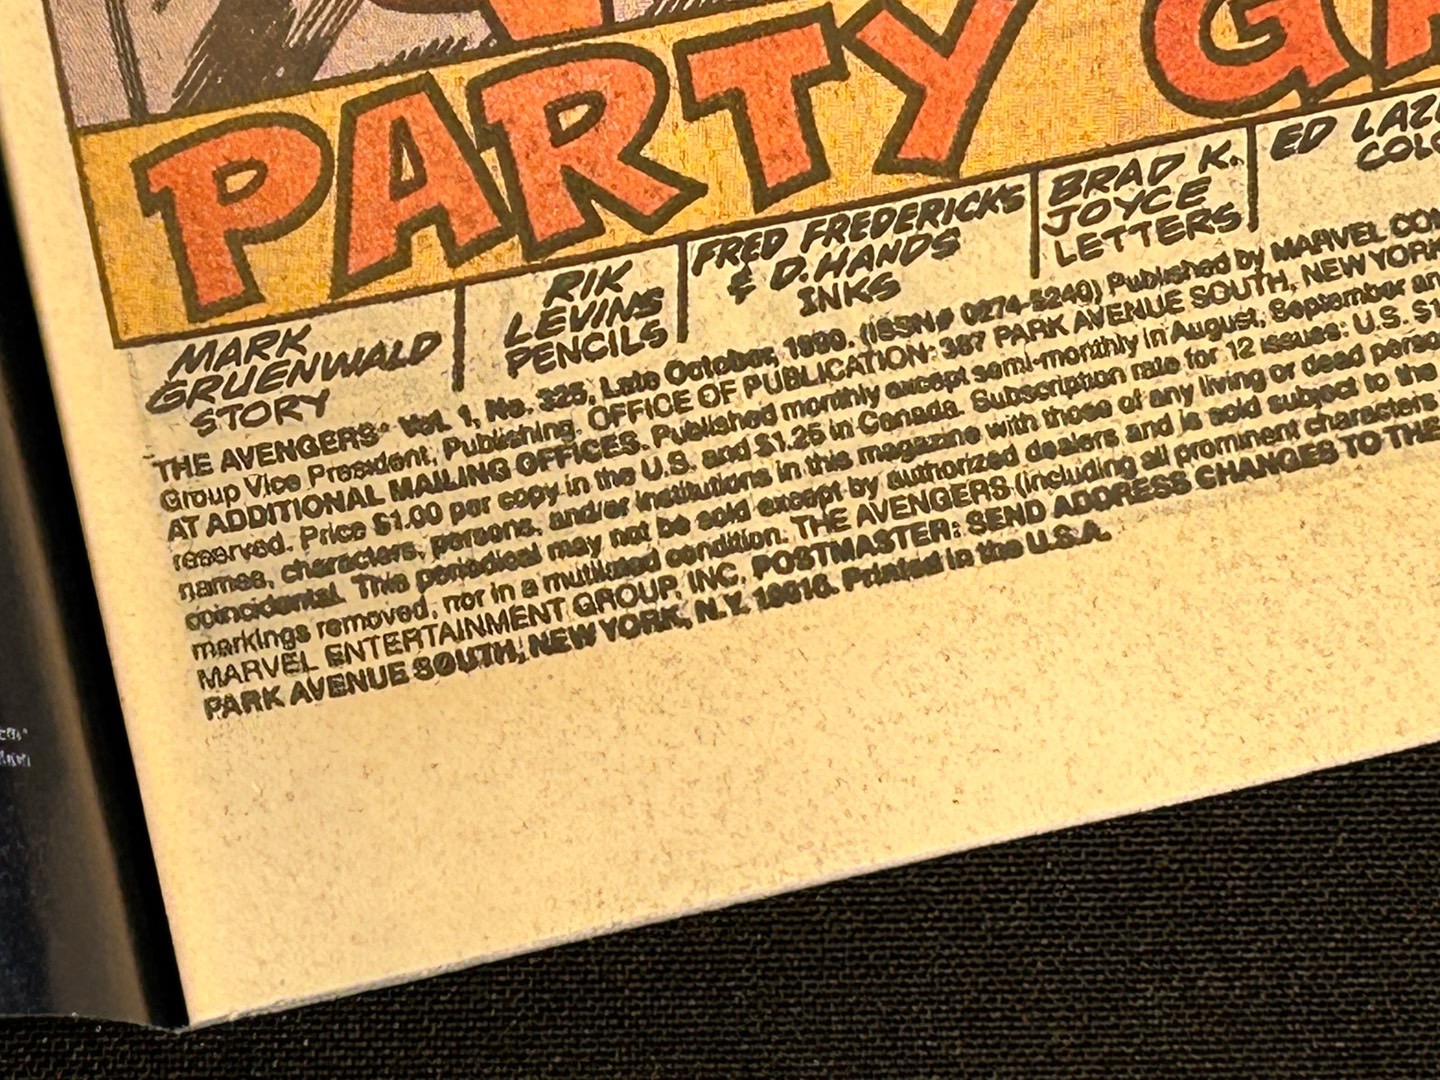 PARTY G
MARK GRUENWALD STORY
RIK LEVINS PENCILS
FRED FREDERICKS & D. HANDS INKS
BRAD K. JOYCE LETTERS
ED
THE AVENGERS Vol. 1, No. 325, Late October, 1990. (ISSN# 0274-5240) Published by MARVEL
Group Vice President, Publishing. OFFICE OF PUBLICATION: 387 PARK AVENUE SOUTH, NEW YORK
AT ADDITIONAL MAILING OFFICES. Published monthly except semi-monthly in August, September
reserved. Price $1.00 per copy in the U.S. and $1.25 in Canada. Subscription rate for 12 issues: U.S.
names, characters, persons, and/or institutions in this magazine with those of any living or dead
coincidental. This periodical may not be sold except by authorized dealers and is sold subject to the
markings removed, nor in a mutilated condition. THE AVENGERS (including all prominent characters
MARVEL ENTERTAINMENT GROUP, INC. POSTMASTER: SEND ADDRESS CHANGES TO THE
PARK AVENUE SOUTH, NEW YORK, N.Y. 10016. Printed in the U.S.A.